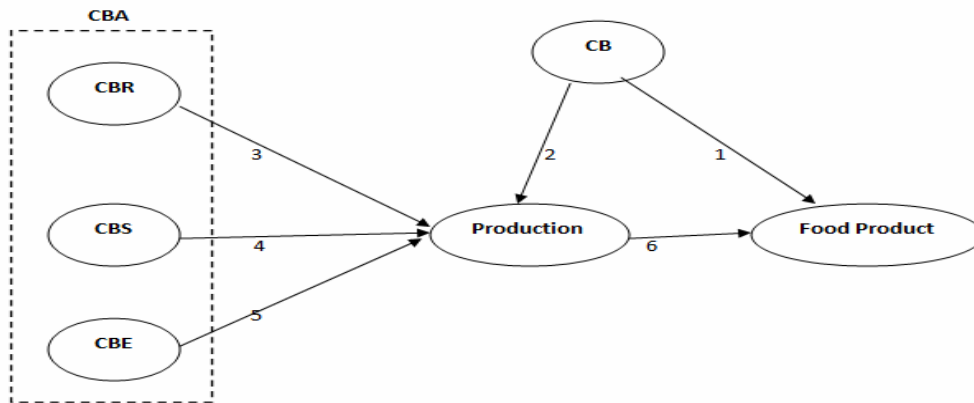 CBA
CB
CBR
3
2
1
CBS
Production
Food Product
4
6
5
CBE